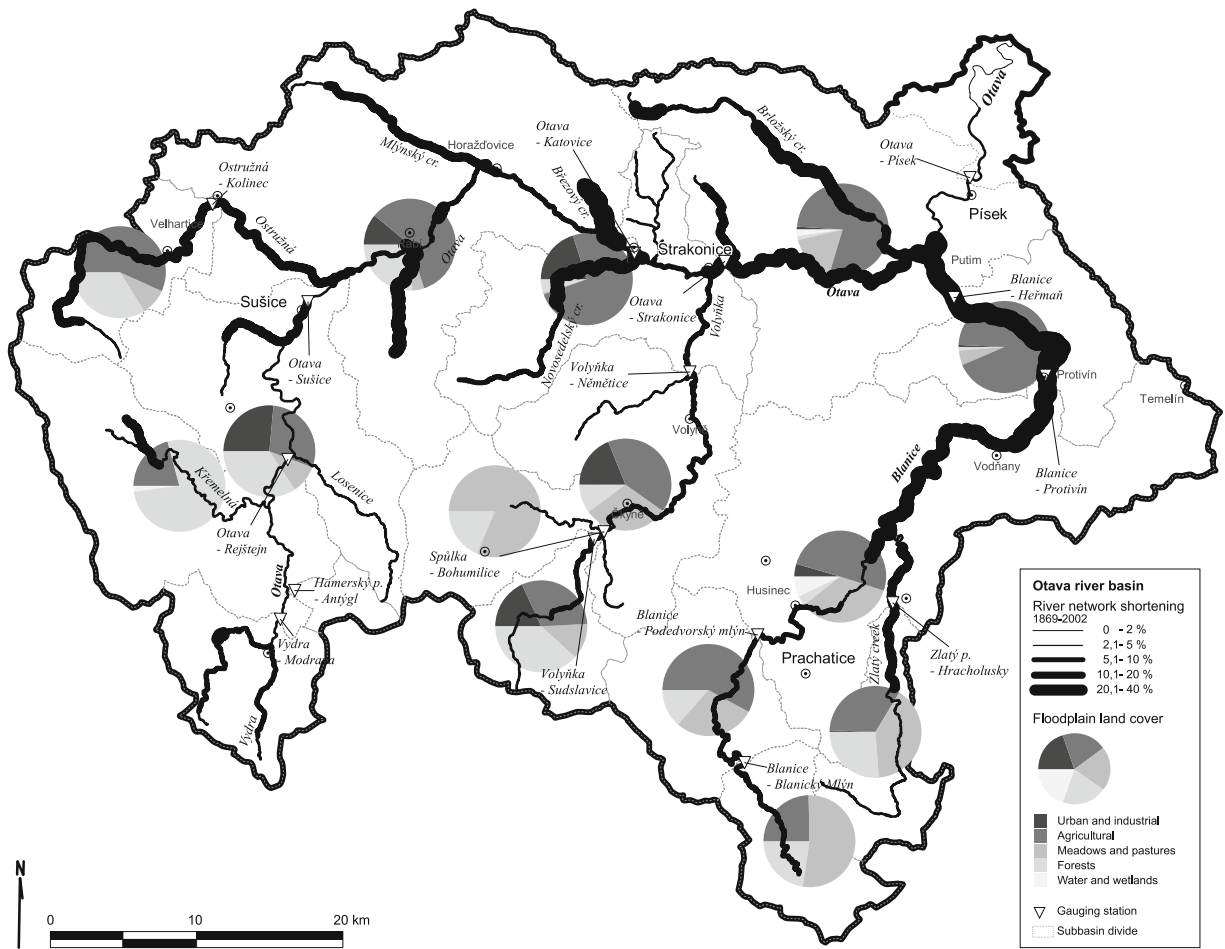 Otava
Brložský cr.
Otava
- Katovice
Mlýnský cr.
Horažďovice
Otava
- Písek
Březový cr.
Ostružná
- Kolinec
Písek
Velhartice
Ostružná
Rabí
Otava
Strakonice
Putim
Blanice
- Heřmaň
Sušice
Otava
- Strakonice
Otava
Volyňka
Novosedelský cr.
Otava
- Sušice
Volyňka
- Němětice
Protivín
Temelín
Volyně
Vodňany
Blanice
Blanice
- Protivín
Křemelná
Losenice
Čkyně
Otava
- Rejštejn
Spůlka
- Bohumilice
Otava
Hamerský p.
- Antýgl
Husinec
Blanice
- Podedvorský mlýn
Vydra
- Modrava
Prachatice
Zlatý creek
Zlatý p.
- Hracholusky
Volyňka
- Sudslavice
Vydra
Blanice
- Blanický Mlýn
Otava river basin
River network shortening
1869-2002
0 - 2 %
2,1- 5 %
5,1- 10 %
10,1- 20 %
20,1- 40 %
Floodplain land cover
Urban and industrial
Agricultural
Meadows and pastures
Forests
Water and wetlands
Gauging station
Subbasin divide
N
0 10 20 km